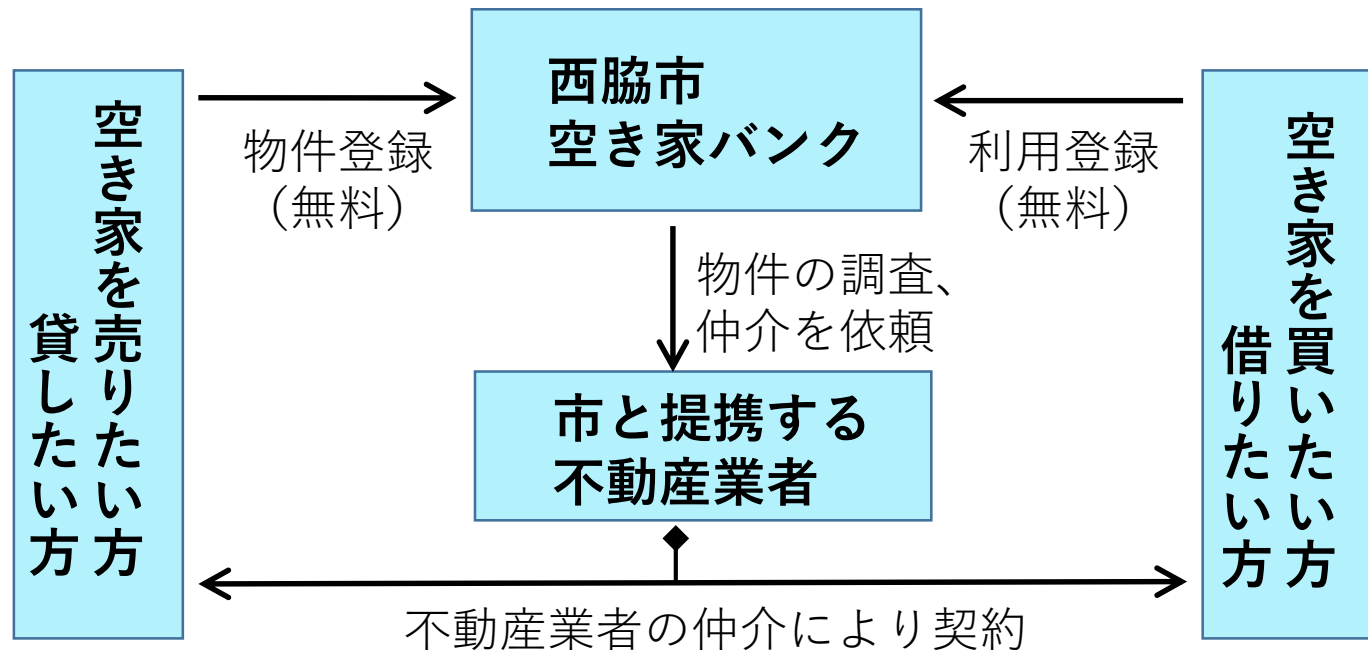 空き家を売りたい方
貸したい方
物件登録
（無料）
西脇市
空き家バンク
利用登録
（無料）
空き家を買いたい方
借りたい方
物件の調査、
仲介を依頼
市と提携する
不動産業者
不動産業者の仲介により契約